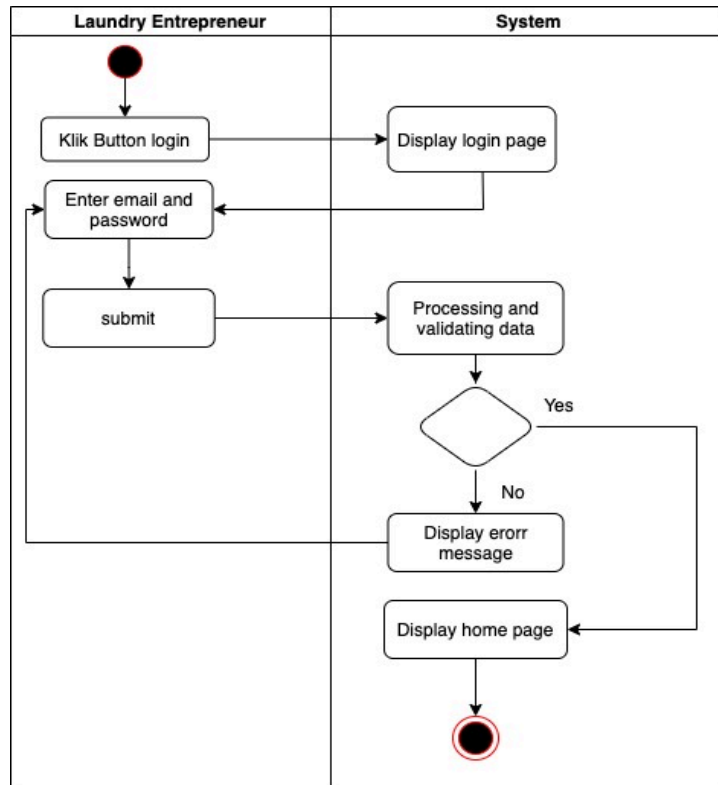 Laundry Entrepreneur
System
Klik Button login
Display login page
Enter email and
password
submit
Processing and
validating data
Yes
No
Display erorr
message
Display home page